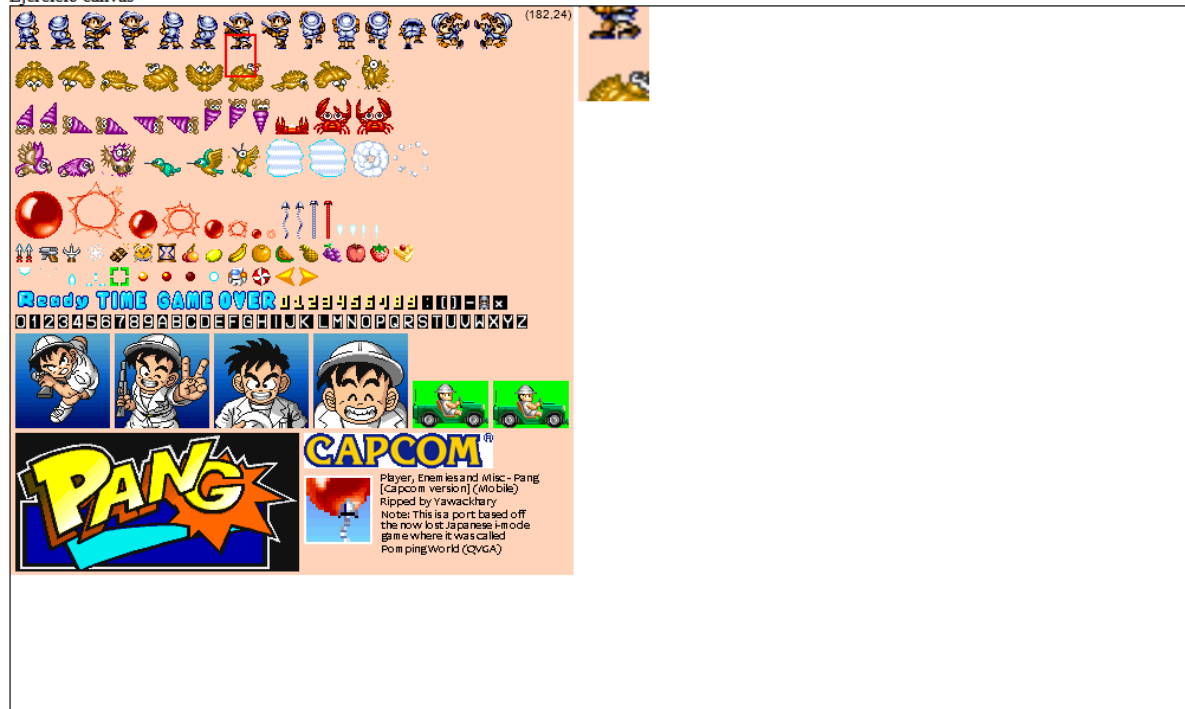 Ejercicio canvas
(182,24)
Ready TIME GAME OVER 0123456789:()-x
0123456789ABCDEFGHIJKLMNOPQRSTUVWXYZ
PANG
CAPCOM®
Player, Enemies and Misc - Pang
[Capcom version] (Mobile)
Ripped by Yawackhary
Note: This is a port based off
the now lost Japanese i-mode
game where it was called
Pomping World (QVGA)